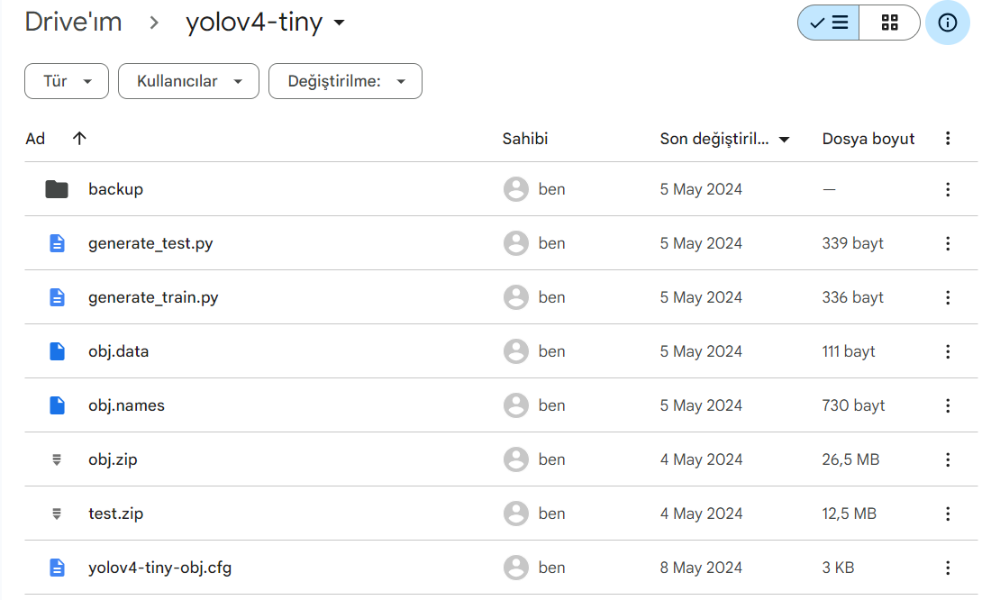 Drive'ım > yolov4-tiny
Tür Kullanıcılar Değiştirilme:
Ad Sahibi Son değiştiril... Dosya boyut
backup ben 5 May 2024 —
generate_test.py ben 5 May 2024 339 bayt
generate_train.py ben 5 May 2024 336 bayt
obj.data ben 5 May 2024 111 bayt
obj.names ben 5 May 2024 730 bayt
obj.zip ben 4 May 2024 26,5 MB
test.zip ben 4 May 2024 12,5 MB
yolov4-tiny-obj.cfg ben 8 May 2024 3 KB